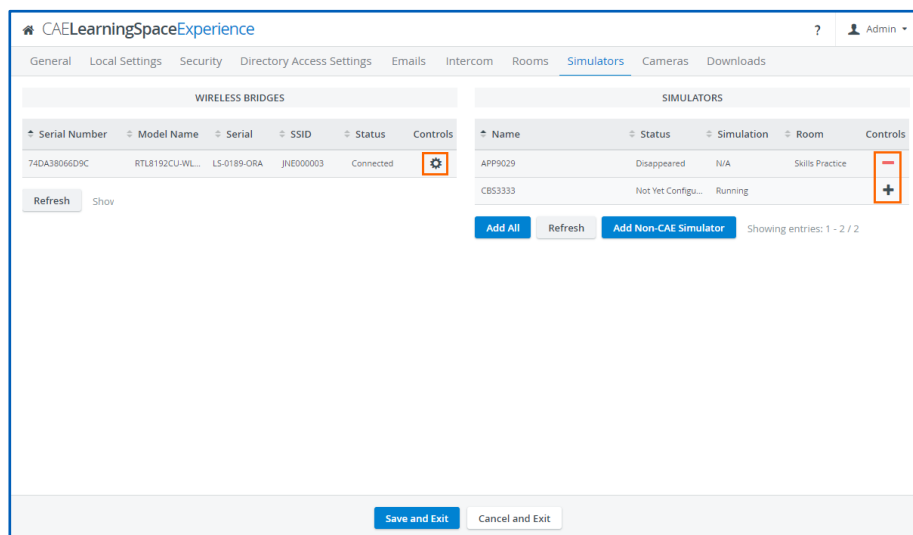 CAELearningSpaceExperience ? Admin
General Local Settings Security Directory Access Settings Emails Intercom Rooms Simulators Cameras Downloads
WIRELESS BRIDGES
Serial Number Model Name Serial SSID Status Controls
74DA38066D9C RTL8192CU-WL... LS-0189-ORA JNE000003 Connected
Refresh Shov
SIMULATORS
Name Status Simulation Room Controls
APP9029 Disappeared N/A Skills Practice
CBS3333 Not Yet Configu... Running
Add All Refresh Add Non-CAE Simulator Showing entries: 1 - 2 / 2
Save and Exit Cancel and Exit